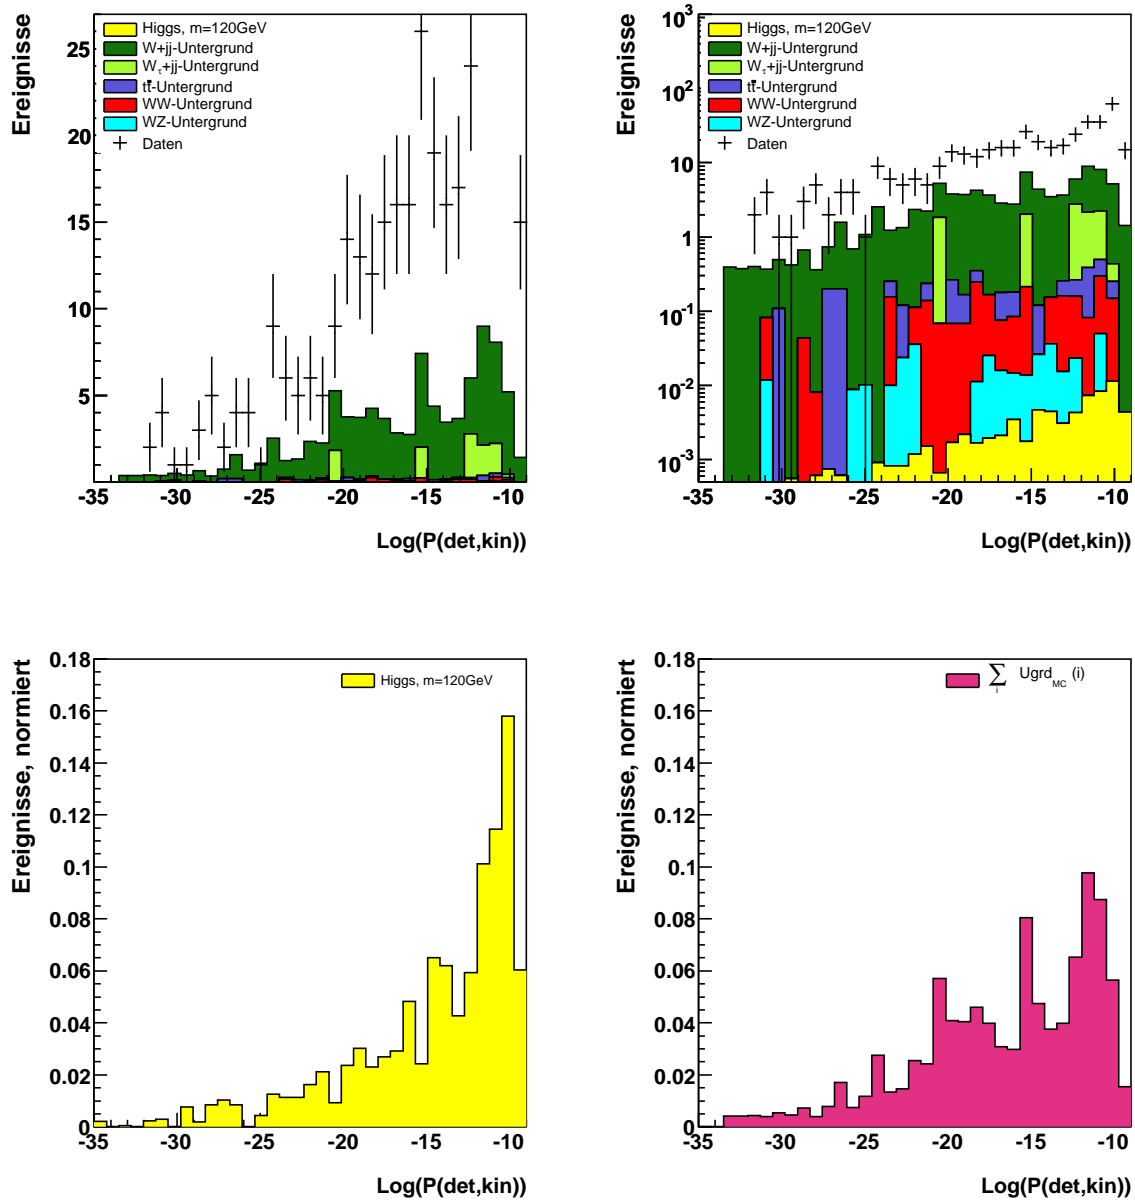 Ereignisse
Higgs, m=120GeV
W+jj-Untergrund
Wτ+jj-Untergrund
tt̄-Untergrund
WW-Untergrund
WZ-Untergrund
Daten
25
20
15
10
5
-35 -30 -25 -20 -15 -10
Log(P(det,kin))
Ereignisse
Higgs, m=120GeV
W+jj-Untergrund
Wτ+jj-Untergrund
tt̄-Untergrund
WW-Untergrund
WZ-Untergrund
Daten
10³
10²
10
1
10⁻¹
10⁻²
10⁻³
-35 -30 -25 -20 -15 -10
Log(P(det,kin))
Ereignisse, normiert
Higgs, m=120GeV
0.18
0.16
0.14
0.12
0.1
0.08
0.06
0.04
0.02
0
-35 -30 -25 -20 -15 -10
Log(P(det,kin))
Ereignisse, normiert
∑i Ugrd MC (i)
0.18
0.16
0.14
0.12
0.1
0.08
0.06
0.04
0.02
0
-35 -30 -25 -20 -15 -10
Log(P(det,kin))